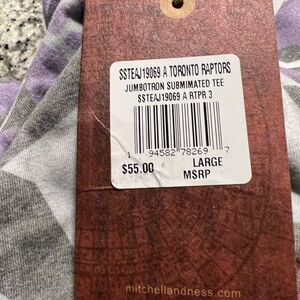 SSTEAJ19069 A TORONTO RAPTORS
JUMBOTRON SUBMIMATED TEE
SSTEAJ19069 A RTPR 3
1 94582 78269 7
$55.00 LARGE
MSRP
mitchellandness.com